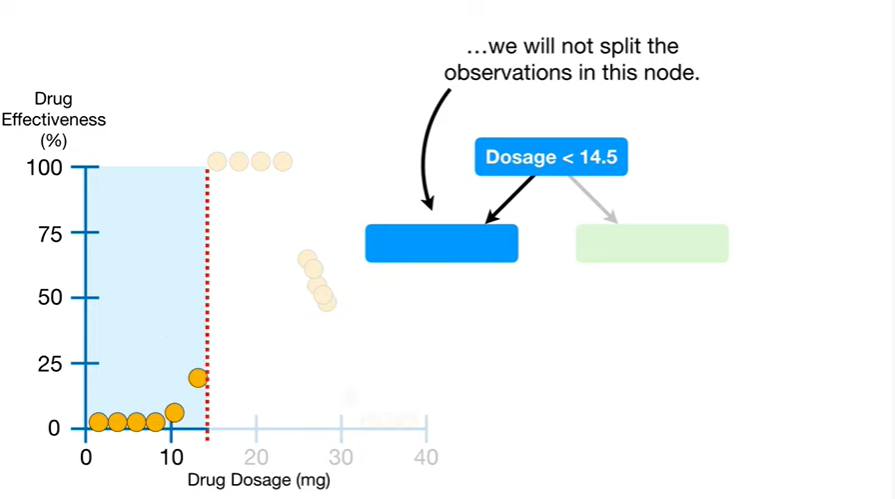 …we will not split the
observations in this node.
Drug
Effectiveness
(%)
100
75
50
25
0
0
10
20
30
40
Drug Dosage (mg)
Dosage < 14.5